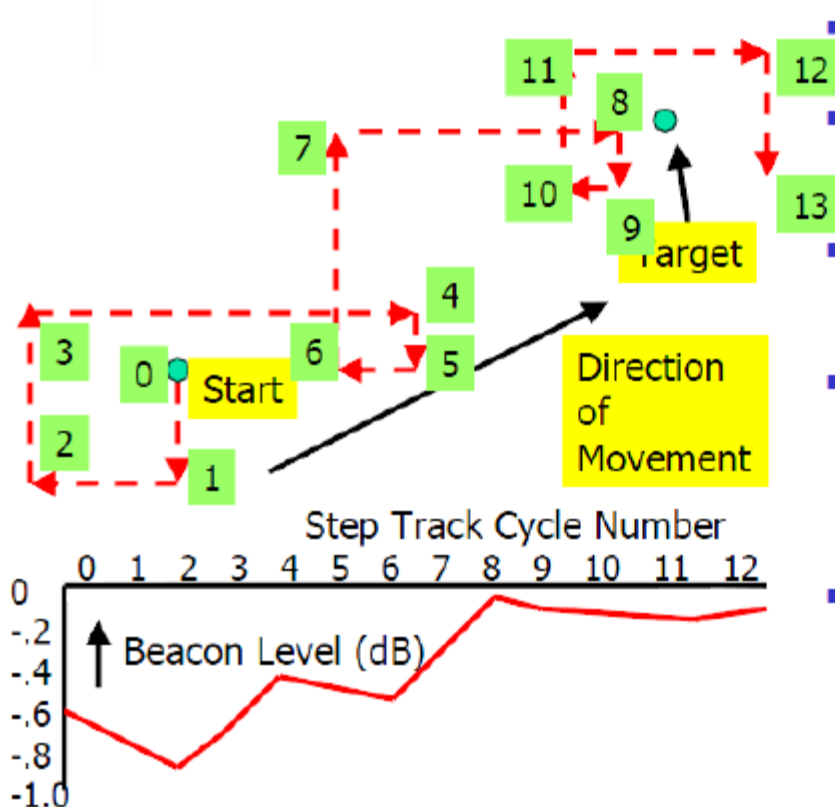 11
12
8
7
10
13
9
Target
4
3
6
5
0
Start
Direction
of
Movement
2
1
Step Track Cycle Number
0 1 2 3 4 5 6 7 8 9 10 11 12
0
-.2
Beacon Level (dB)
-.4
-.6
-.8
-1.0